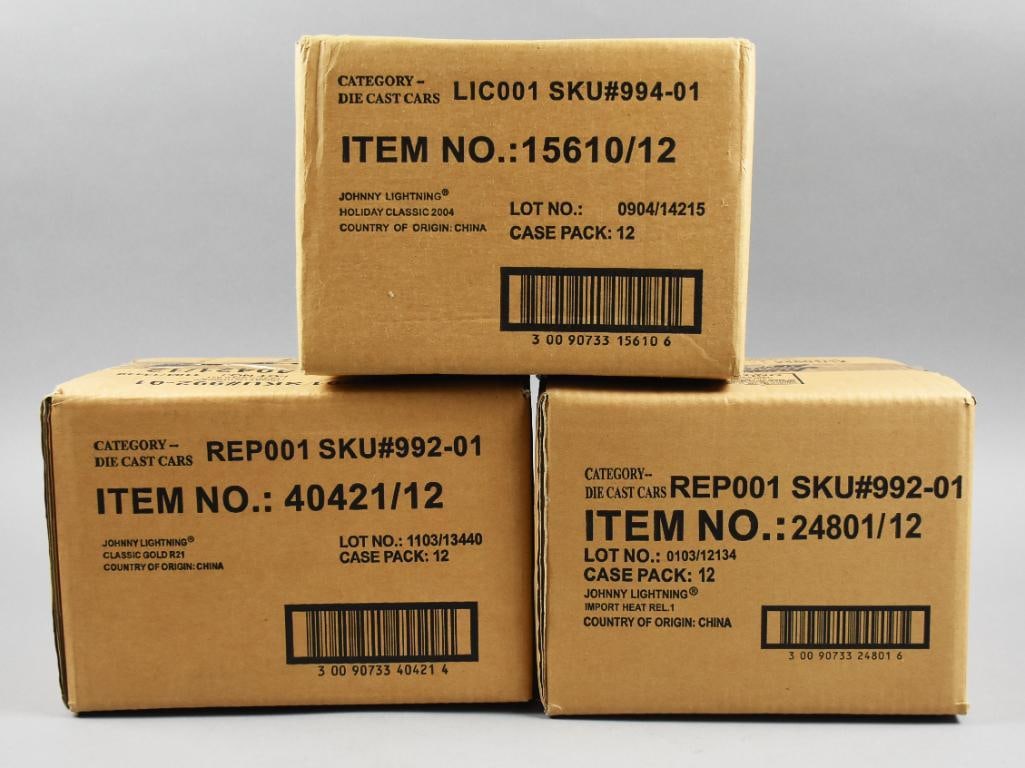 CATEGORY –
DIE CAST CARS LIC001 SKU#994-01
ITEM NO.:15610/12
JOHNNY LIGHTNING®
HOLIDAY CLASSIC 2004
COUNTRY OF ORIGIN: CHINA
LOT NO.: 0904/14215
CASE PACK: 12
3 00 90733 15610 6
CATEGORY --
DIE CAST CARS REP001 SKU#992-01
ITEM NO.: 40421/12
JOHNNY LIGHTNING®
CLASSIC GOLD R21
COUNTRY OF ORIGIN: CHINA
LOT NO.: 1103/13440
CASE PACK: 12
3 00 90733 40421 4
24801/12
CATEGORY--
DIE CAST CARS REP001 SKU#992-01
ITEM NO.: 24801/12
LOT NO.: 0103/12134
CASE PACK: 12
JOHNNY LIGHTNING®
IMPORT HEAT REL.1
COUNTRY OF ORIGIN: CHINA
3 00 90733 24801 6